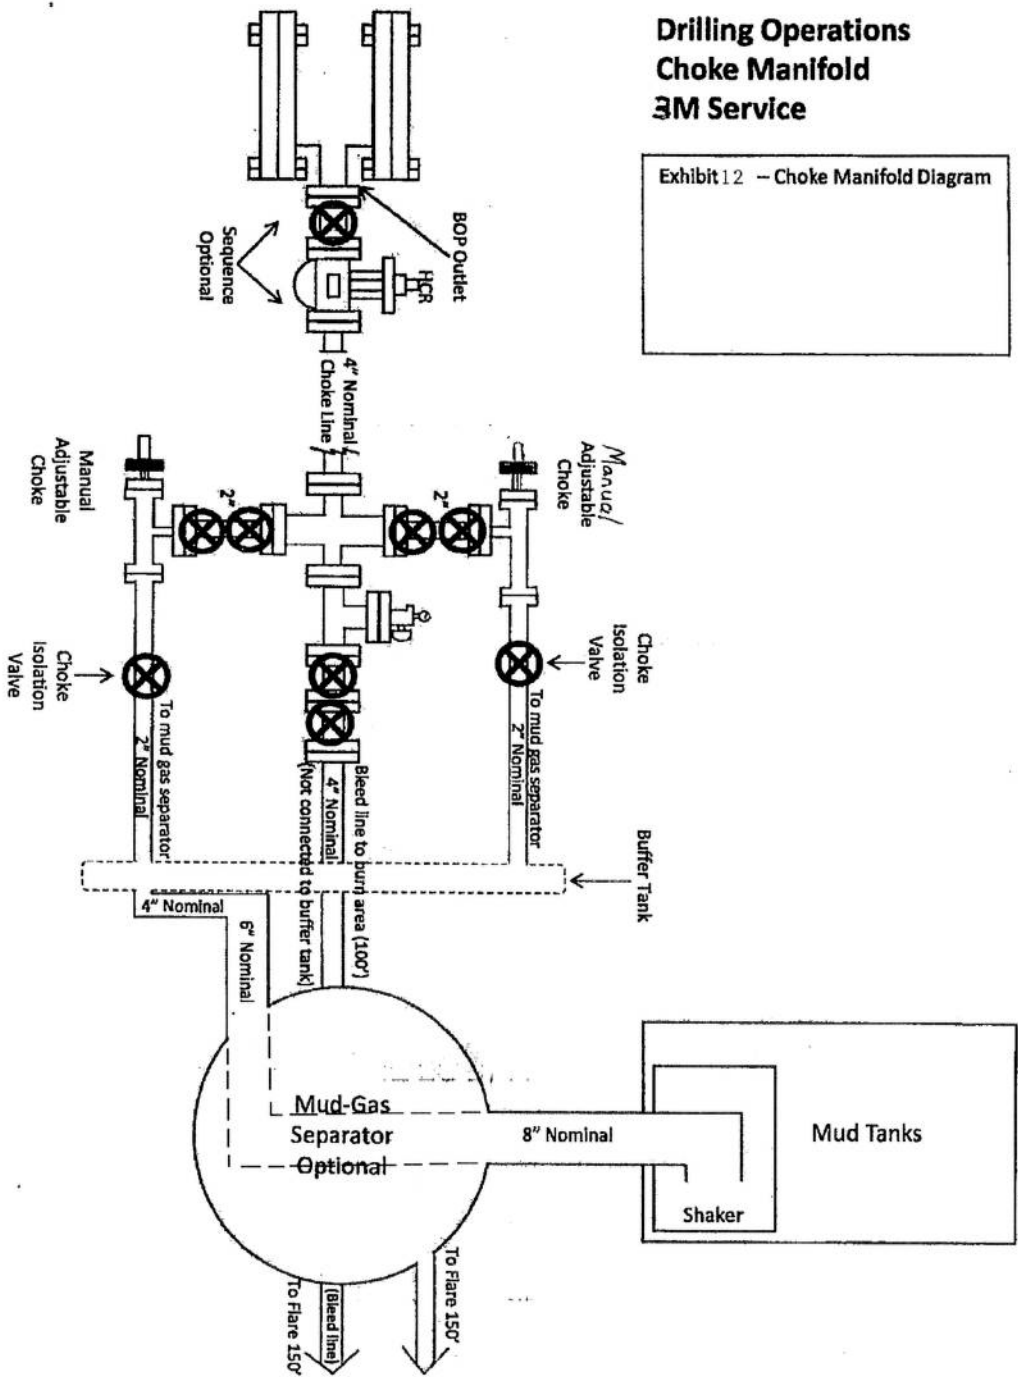 Drilling Operations
Choke Manifold
3M Service
Exhibit 12 – Choke Manifold Diagram
BOP Outlet
HCR
Sequence
Optional
4" Nominal
Choke Line
Manual
Adjustable
Choke
2"
2"
Manual
Adjustable
Choke
Choke
Isolation
Valve
Choke
Isolation
Valve
To mud gas separator
2" Nominal
To mud gas separator
2" Nominal
Bleed line to burn area (100')
4" Nominal
(Not connected to buffer tank)
Buffer Tank
4" Nominal
6" Nominal
Mud-Gas
Separator
Optional
8" Nominal
Mud Tanks
Shaker
To Flare 150'
(Bleed line)
To Flare 150'